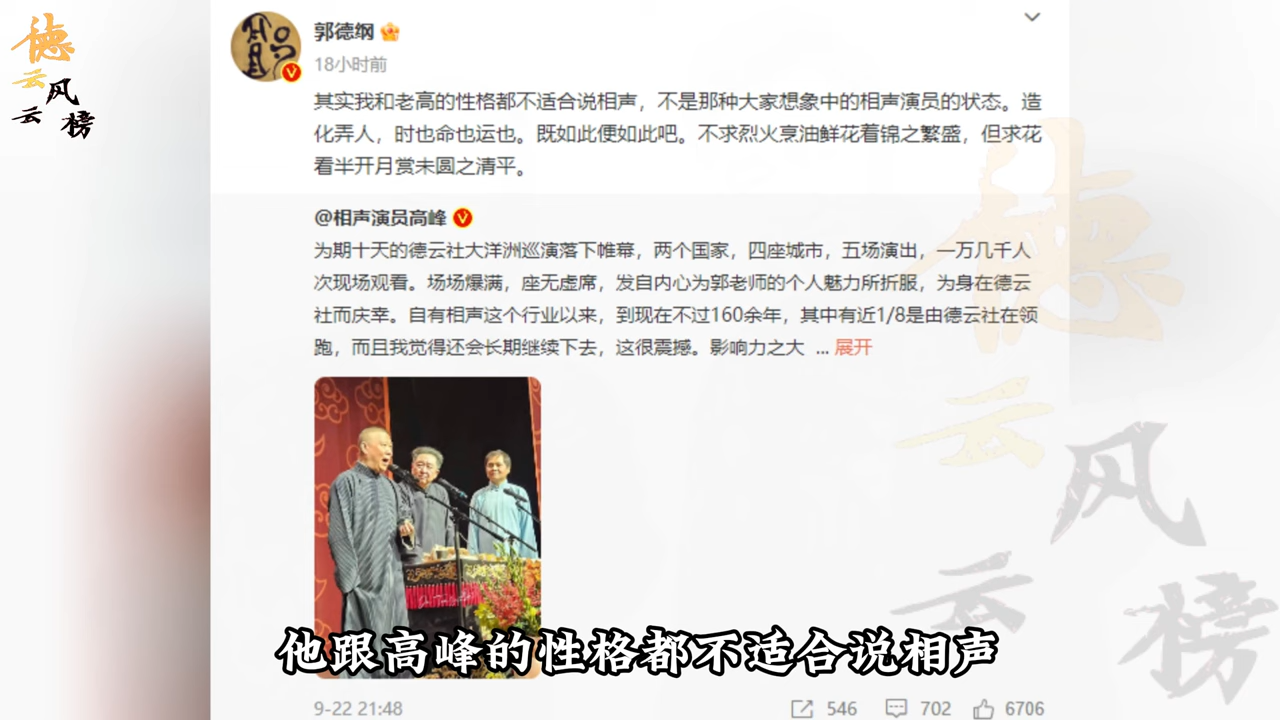 德
云
风
云
榜
郭德纲
18小时前
其实我和老高的性格都不适合说相声，不是那种大家想象中的相声演员的状态。造
化弄人，时也命也运也。既如此便如此吧。不求烈火烹油鲜花着锦之繁盛，但求花
看半开月赏未圆之清平。
@相声演员高峰
为期十天的德云社大洋洲巡演落下帷幕，两个国家，四座城市，五场演出，一万几千人
次现场观看。场场爆满，座无虚席，发自内心为郭老师的个人魅力所折服，为身在德云
社而庆幸。自有相声这个行业以来，到现在不过160余年，其中有近1/8是由德云社在领
跑，而且我觉得还会长期继续下去，这很震撼。影响力之大 ... 展开
他跟高峰的性格都不适合说相声
9-22 21:48
546
702
6706
德
云
风
云
榜